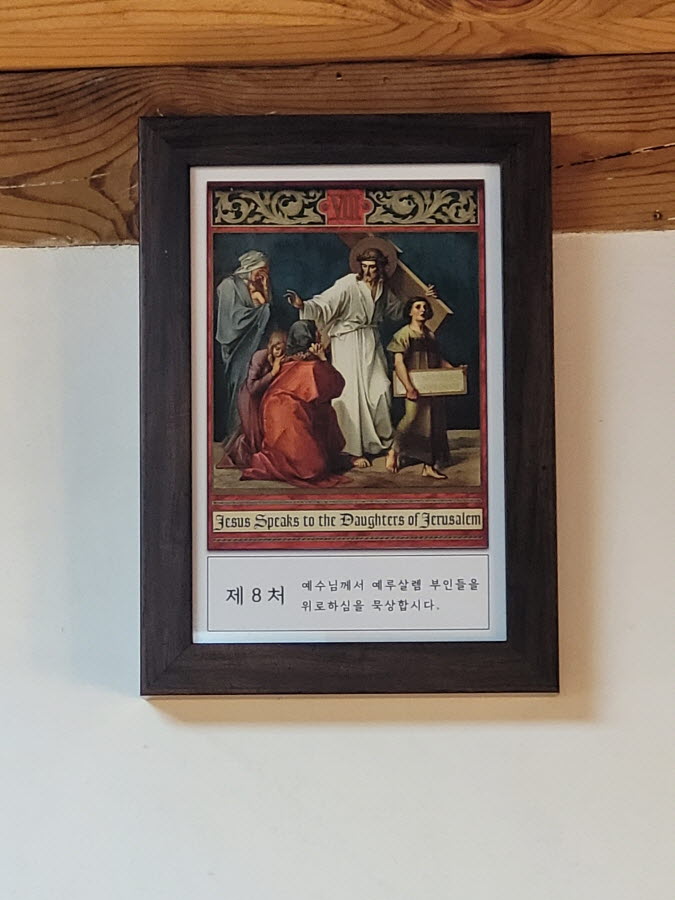 VIII
Jesus Speaks to the Daughters of Jerusalem
제 8 처
예수님께서 예루살렘 부인들을
위로하심을 묵상합시다.